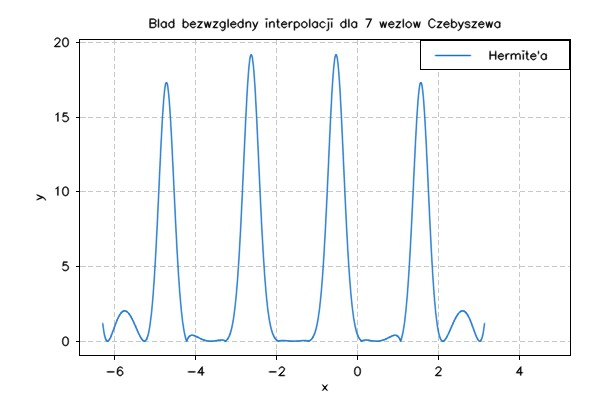 Blad bezwzgledny interpolacji dla 7 wezlow Czebyszewa
Hermite'a
20
15
10
5
0
y
−6 −4 −2 0 2 4
x